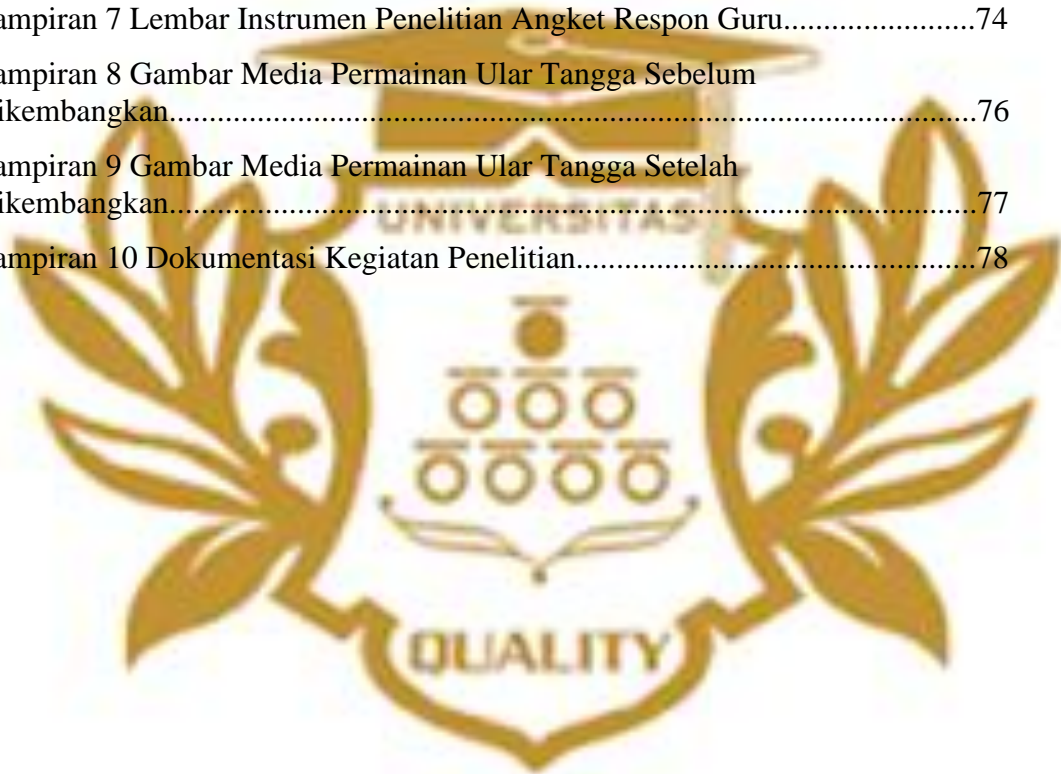 ampiran 7 Lembar Instrumen Penelitian Angket Respon Guru........................74
ampiran 8 Gambar Media Permainan Ular Tangga Sebelum
ikembangkan.....................................................................................................76
ampiran 9 Gambar Media Permainan Ular Tangga Setelah
ikembangkan.....................................................................................................77
ampiran 10 Dokumentasi Kegiatan Penelitian..................................................78
UNIVERSITAS
QUALITY